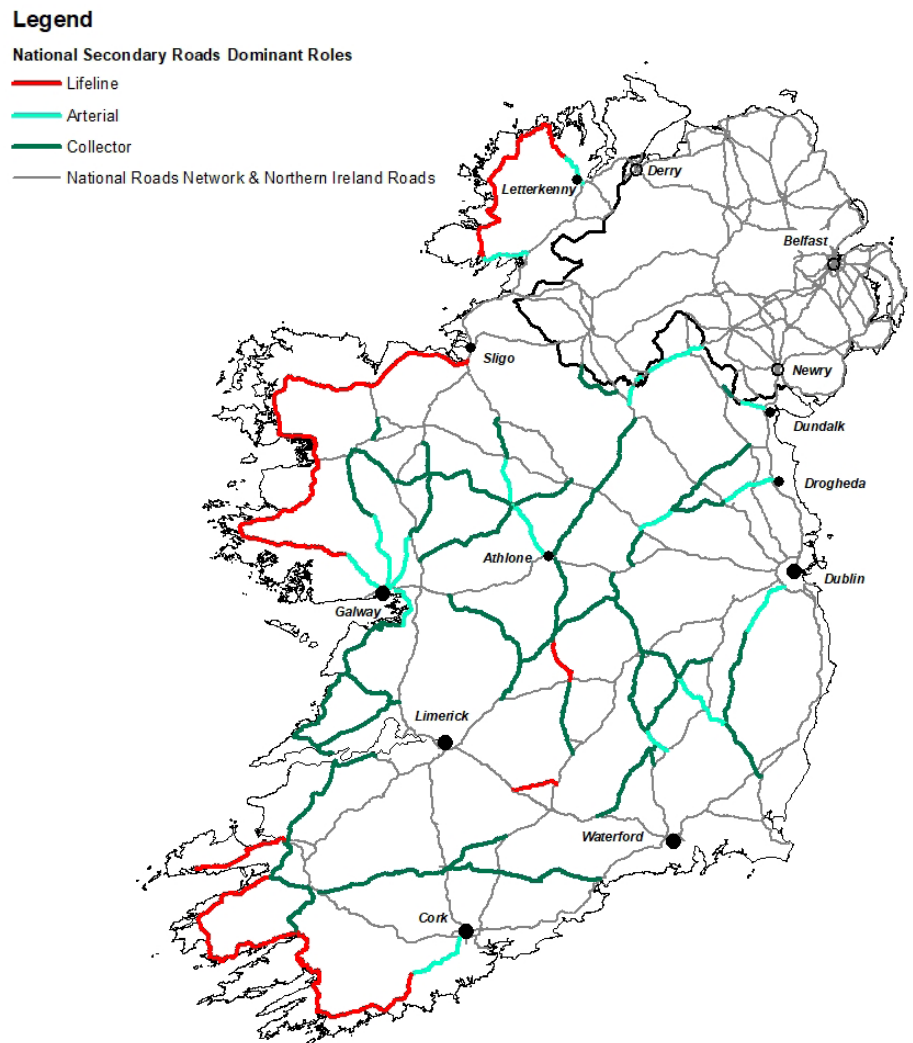 Legend
National Secondary Roads Dominant Roles
Lifeline
Arterial
Collector
National Roads Network & Northern Ireland Roads
Letterkenny
Derry
Belfast
Sligo
Newry
Dundalk
Drogheda
Athlone
Dublin
Galway
Limerick
Waterford
Cork